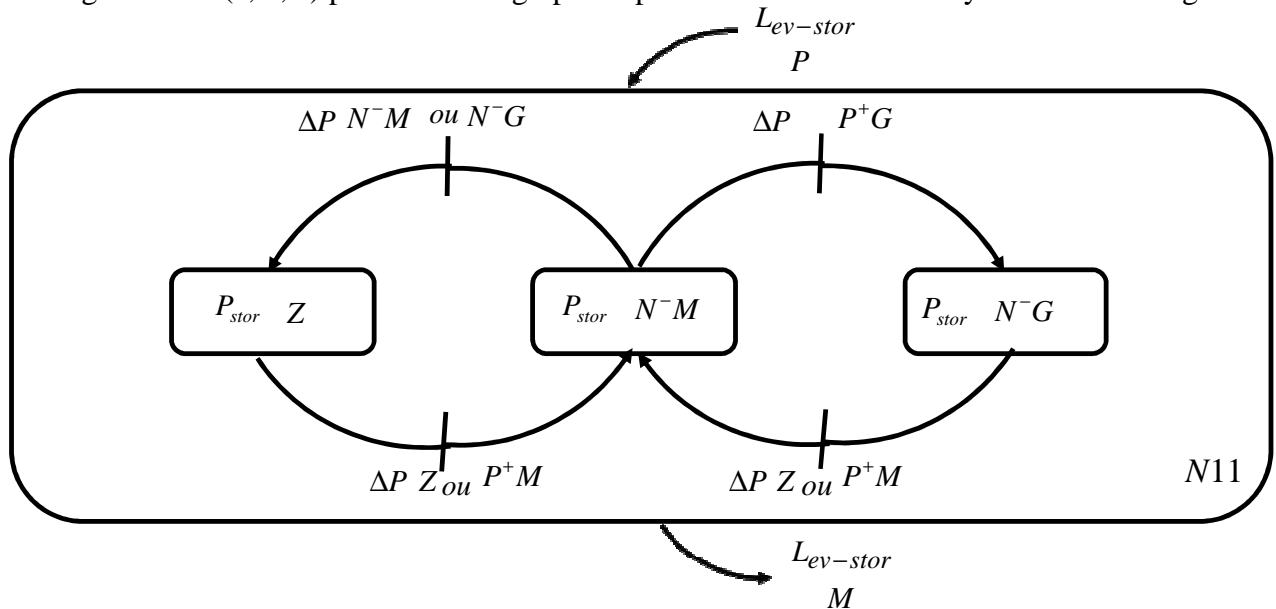 L_{ev-stor}
P
ΔP N⁻M ou N⁻G
ΔP P⁺G
P_{stor} Z
P_{stor} N⁻M
P_{stor} N⁻G
ΔP Z ou P⁺M
ΔP Z ou P⁺M
N11
L_{ev-stor}
M